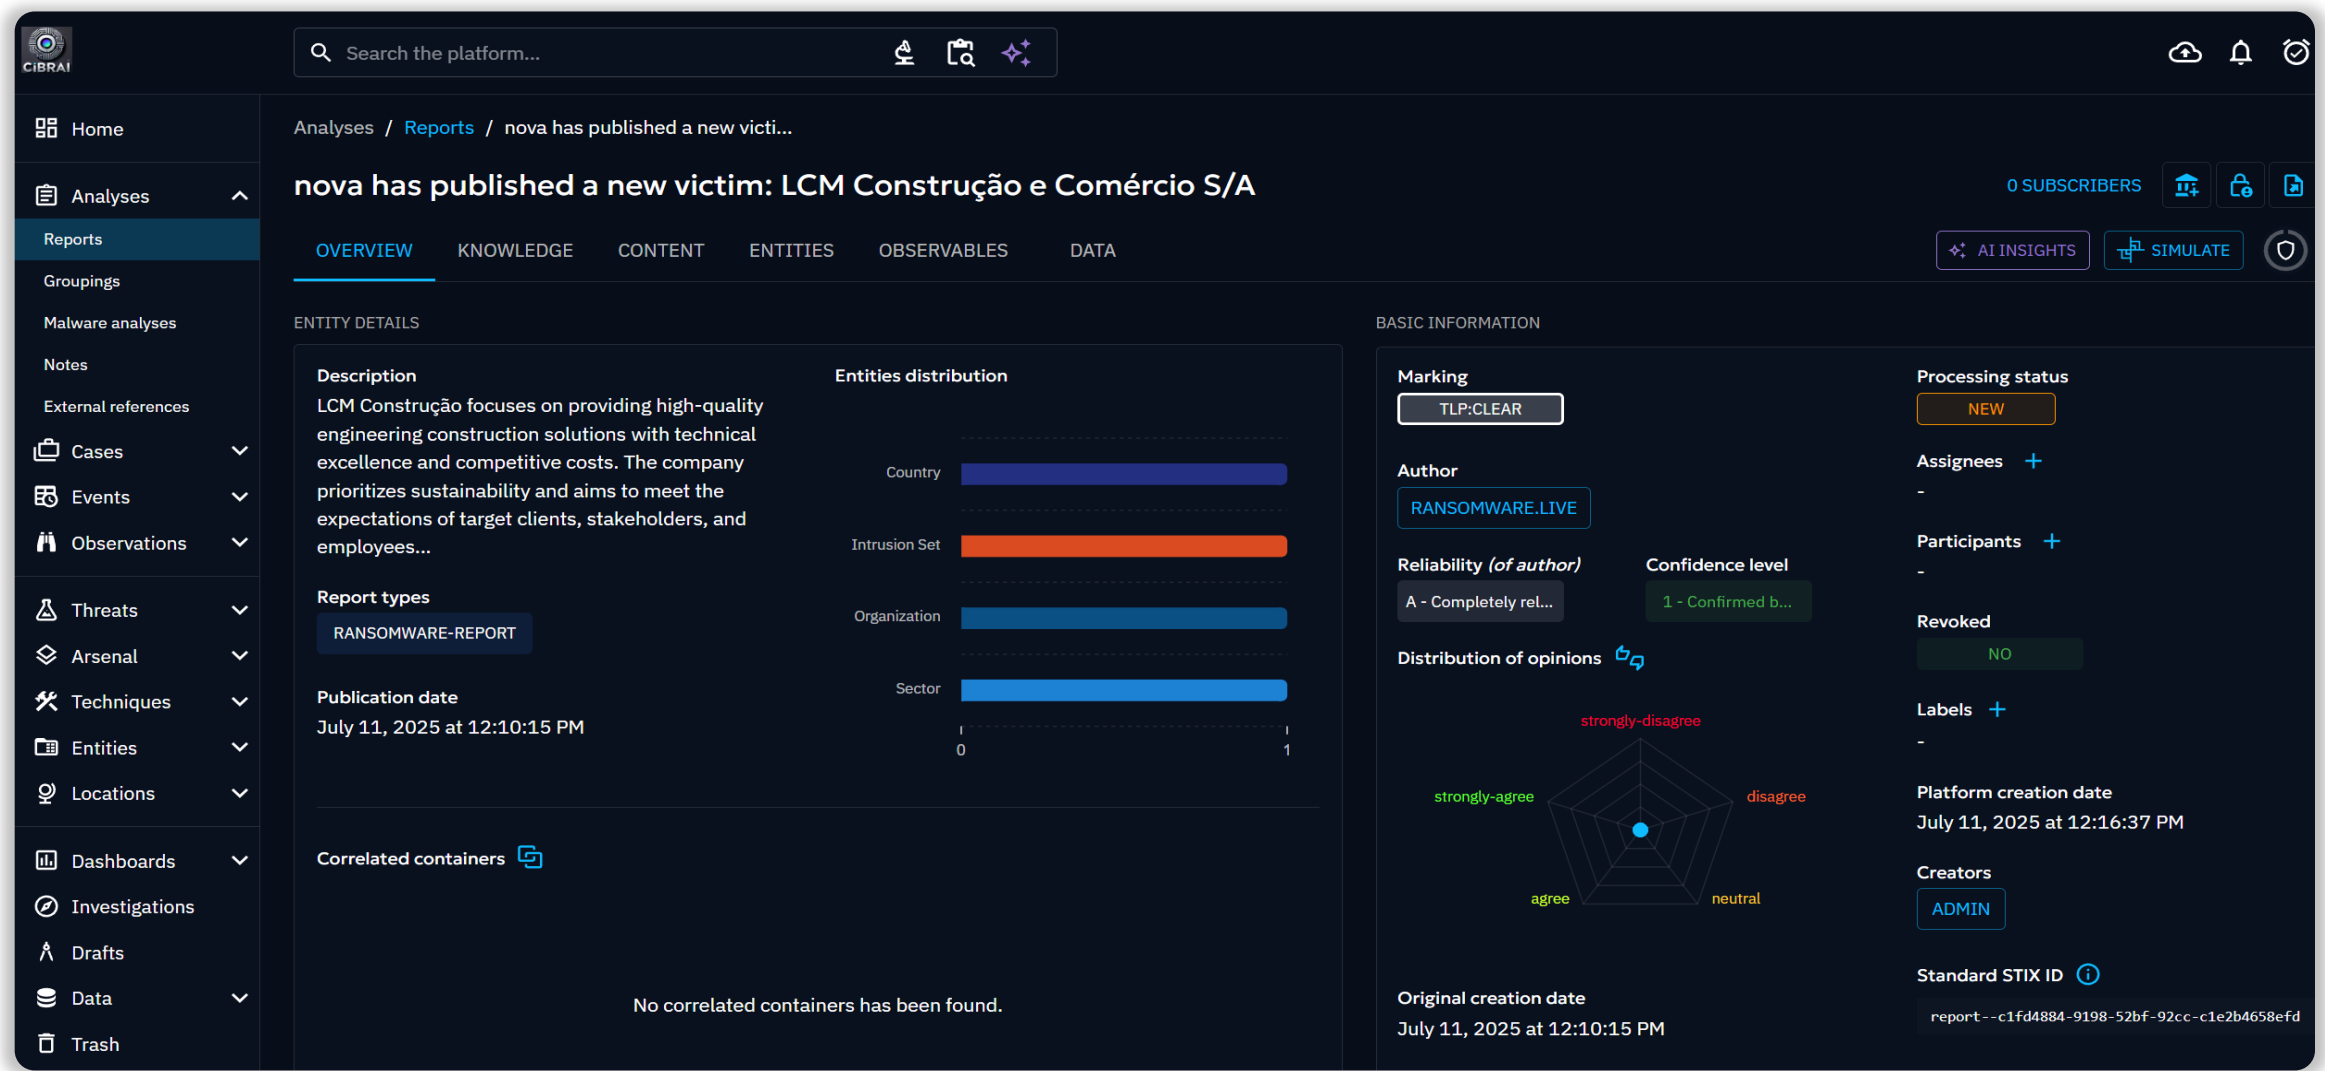 CiBRAI
Search the platform...
Home
Analyses
Reports
Groupings
Malware analyses
Notes
External references
Cases
Events
Observations
Threats
Arsenal
Techniques
Entities
Locations
Dashboards
Investigations
Drafts
Data
Trash
Analyses / Reports / nova has published a new victi...
nova has published a new victim: LCM Construção e Comércio S/A
0 SUBSCRIBERS
OVERVIEW KNOWLEDGE CONTENT ENTITIES OBSERVABLES DATA
AI INSIGHTS SIMULATE
ENTITY DETAILS
Description
LCM Construção focuses on providing high-quality
engineering construction solutions with technical
excellence and competitive costs. The company
prioritizes sustainability and aims to meet the
expectations of target clients, stakeholders, and
employees...
Report types
RANSOMWARE-REPORT
Publication date
July 11, 2025 at 12:10:15 PM
Entities distribution
Country
Intrusion Set
Organization
Sector
0 1
Correlated containers
No correlated containers has been found.
BASIC INFORMATION
Marking
TLP:CLEAR
Author
RANSOMWARE.LIVE
Reliability (of author) Confidence level
A - Completely rel... 1 - Confirmed b...
Distribution of opinions
strongly-disagree
strongly-agree disagree
agree neutral
Original creation date
July 11, 2025 at 12:10:15 PM
Processing status
NEW
Assignees +
-
Participants +
-
Revoked
NO
Labels +
-
Platform creation date
July 11, 2025 at 12:16:37 PM
Creators
ADMIN
Standard STIX ID
report--c1fd4884-9198-52bf-92cc-c1e2b4658efd